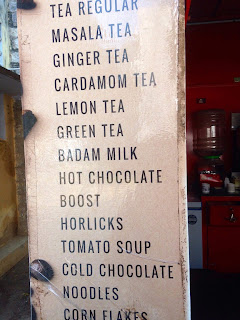 TEA REGULAR
MASALA TEA
GINGER TEA
CARDAMOM TEA
LEMON TEA
GREEN TEA
BADAM MILK
HOT CHOCOLATE
BOOST
HORLICKS
TOMATO SOUP
COLD CHOCOLATE
NOODLES
CORN FLAKES